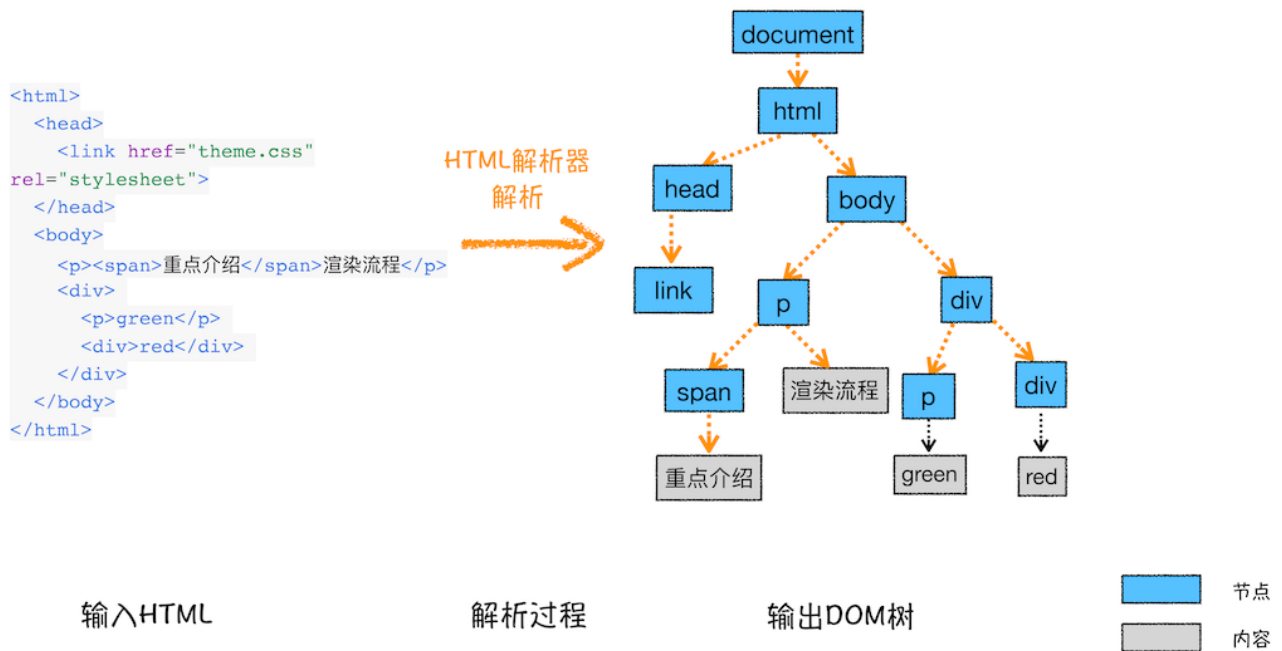 <html>
<head>
<link href="theme.css"
rel="stylesheet">
</head>
<body>
<p><span>重点介绍</span>渲染流程</p>
<div>
<p>green</p>
<div>red</div>
</div>
</body>
</html>
HTML解析器
解析
document
html
head
body
link
p
div
span
渲染流程
p
div
重点介绍
green
red
输入HTML
解析过程
输出DOM树
节点
内容